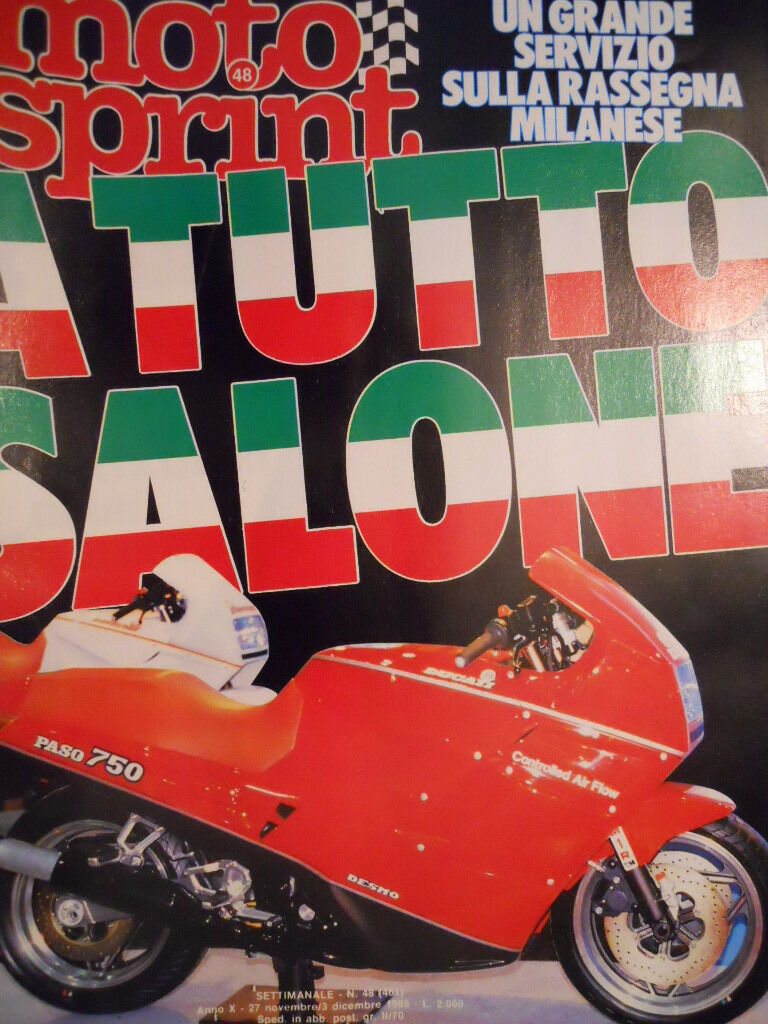 moto
48
sprint
UN GRANDE
SERVIZIO
SULLA RASSEGNA
MILANESE
A TUTTO
SALONE
DUCATI
PASO 750
Controlled Air Flow
DESMO
SETTIMANALE - N. 48 (461)
Anno X - 27 novembre/3 dicembre 1985 - L. 2.000
Sped. in abb. post. gr. II/70